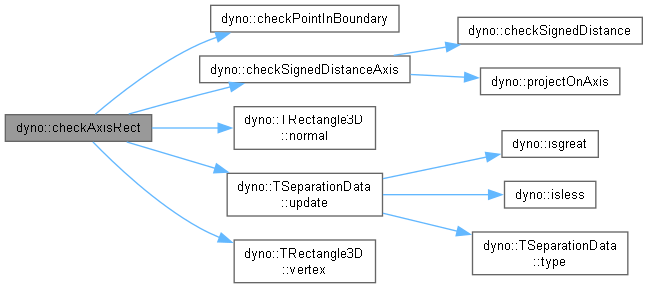 dyno::checkAxisRect
dyno::checkPointInBoundary
dyno::checkSignedDistanceAxis
dyno::checkSignedDistance
dyno::projectOnAxis
dyno::TRectangle3D
::normal
dyno::TSeparationData
::update
dyno::isgreat
dyno::isless
dyno::TSeparationData
::type
dyno::TRectangle3D
::vertex